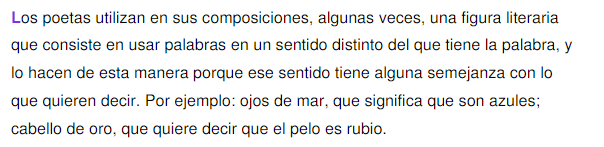 Los poetas utilizan en sus composiciones, algunas veces, una figura literaria
que consiste en usar palabras en un sentido distinto del que tiene la palabra, y
lo hacen de esta manera porque ese sentido tiene alguna semejanza con lo
que quieren decir. Por ejemplo: ojos de mar, que significa que son azules;
cabello de oro, que quiere decir que el pelo es rubio.